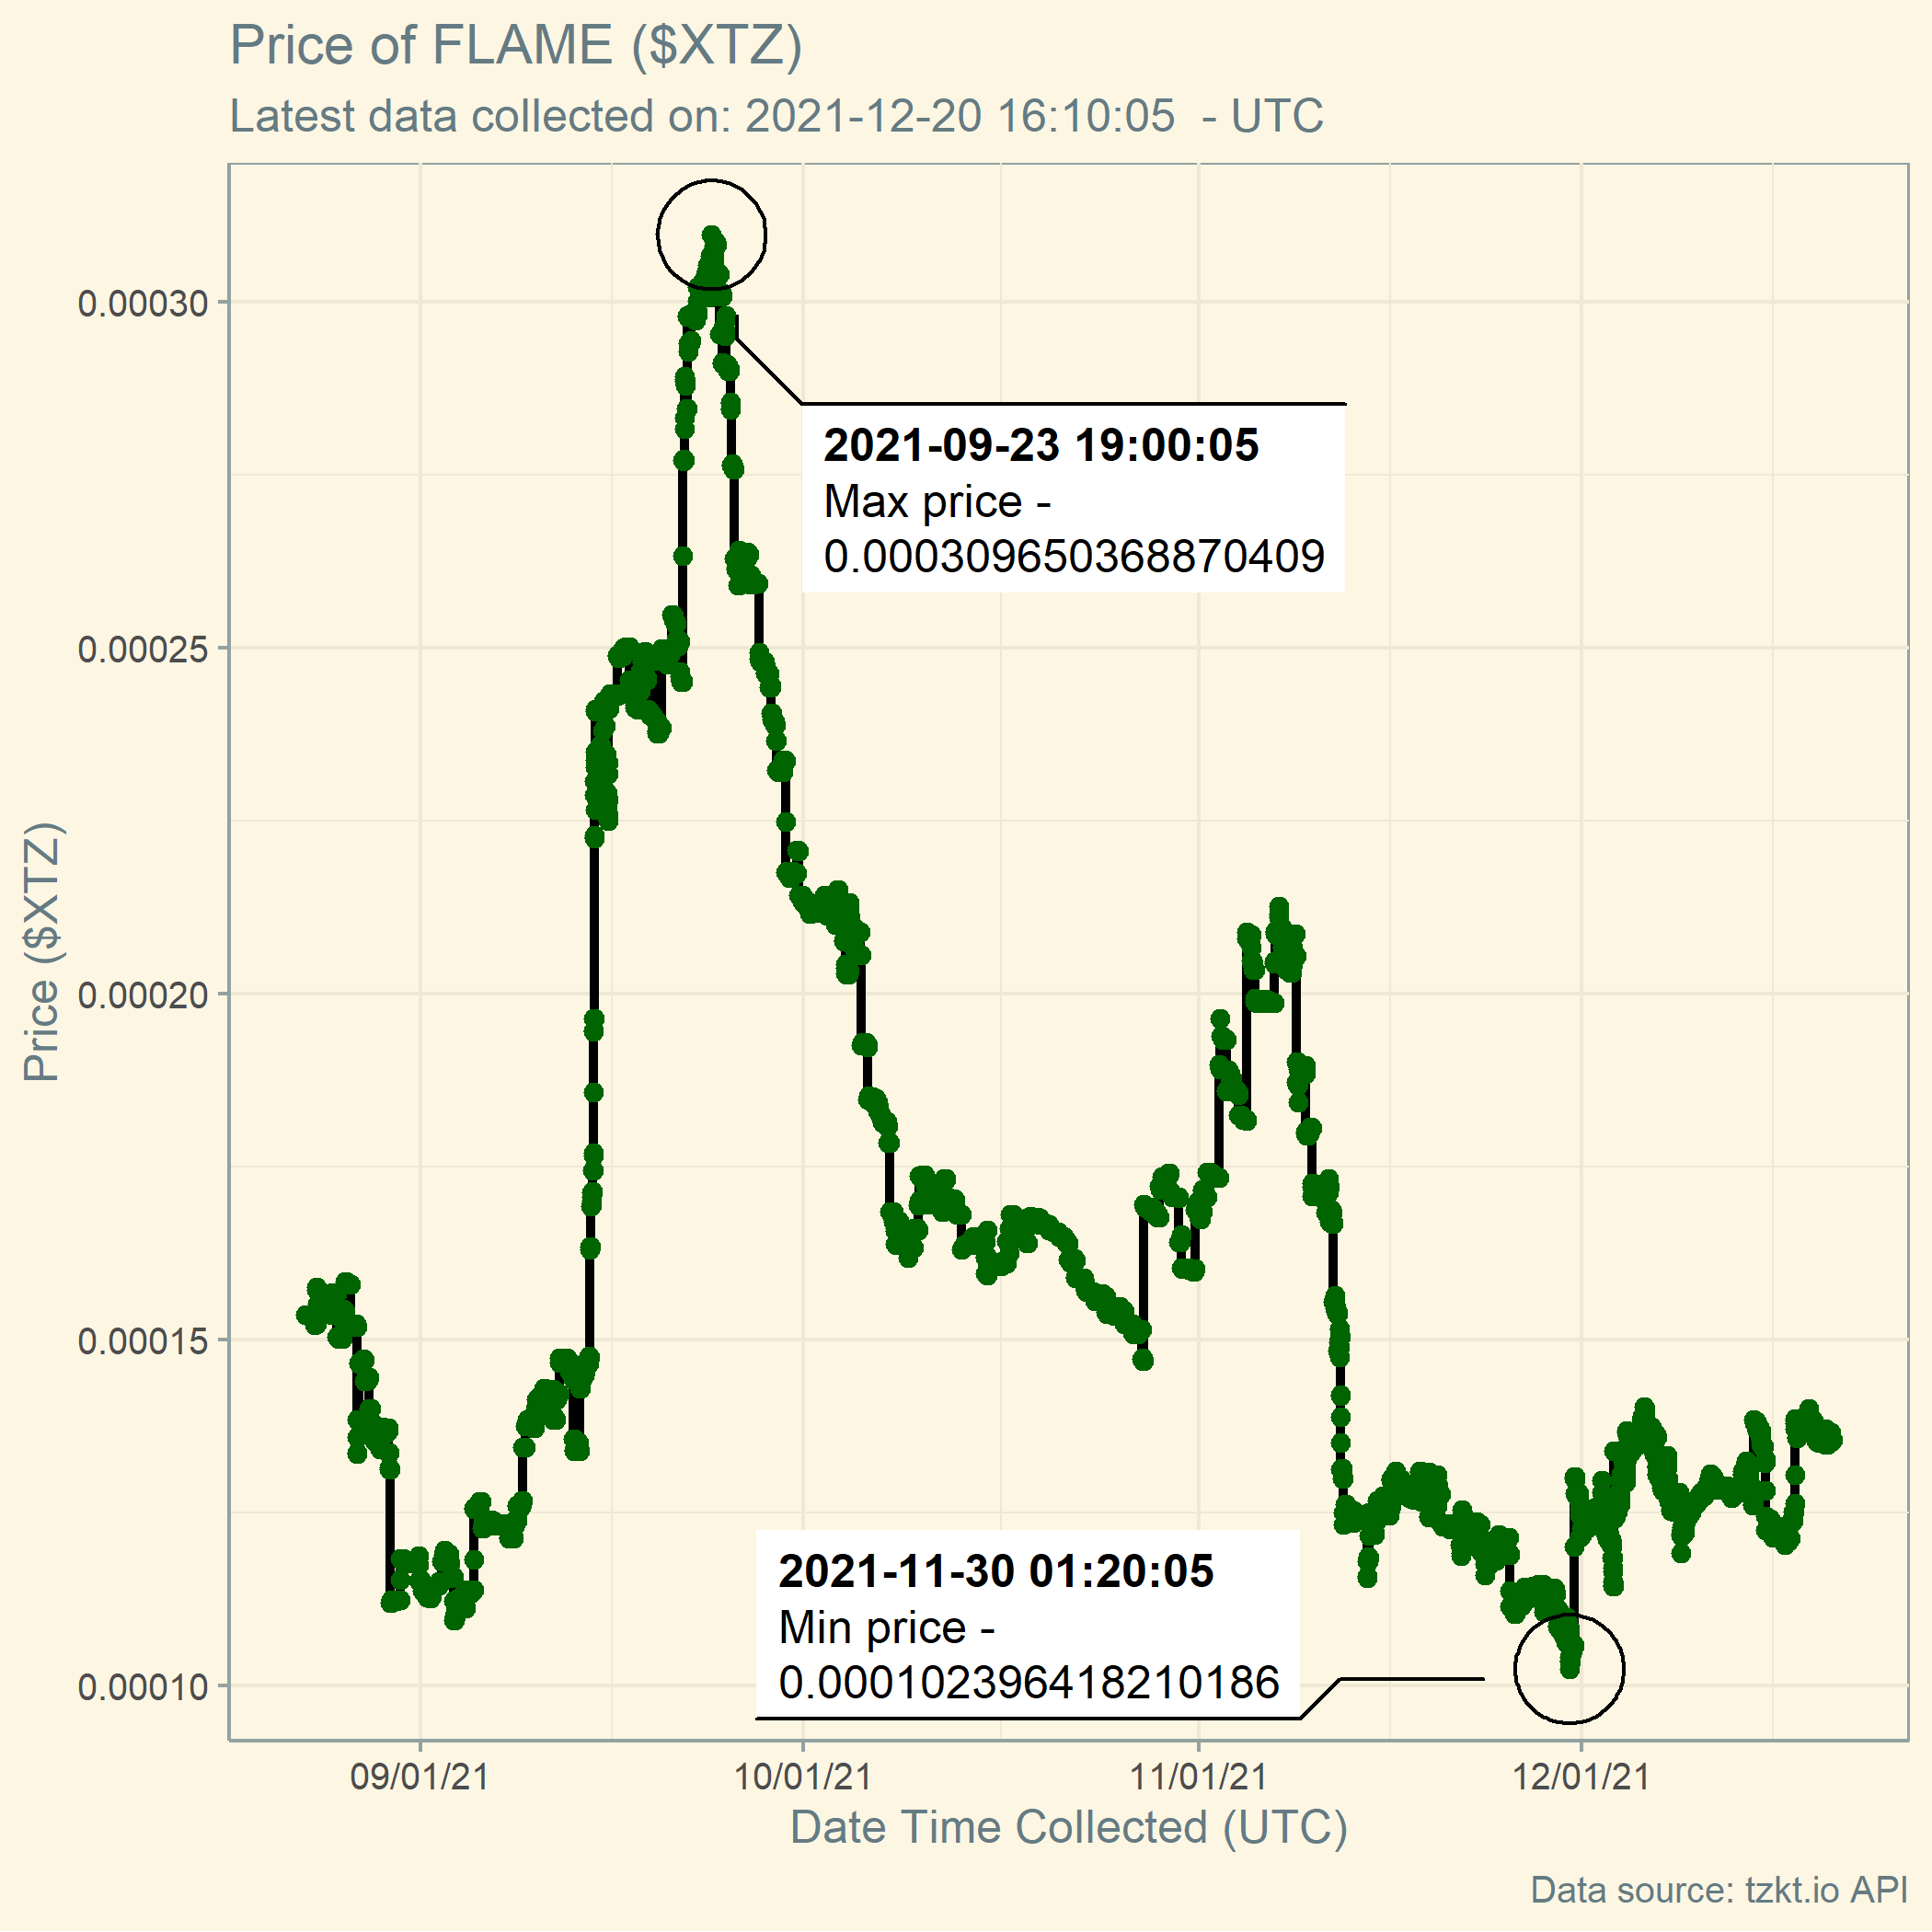 Price of FLAME ($XTZ)
Latest data collected on: 2021-12-20 16:10:05  - UTC
Price ($XTZ)
0.00030
0.00025
0.00020
0.00015
0.00010
2021-09-23 19:00:05
Max price -
0.000309650368870409
2021-11-30 01:20:05
Min price -
0.000102396418210186
09/01/21
10/01/21
11/01/21
12/01/21
Date Time Collected (UTC)
Data source: tzkt.io API